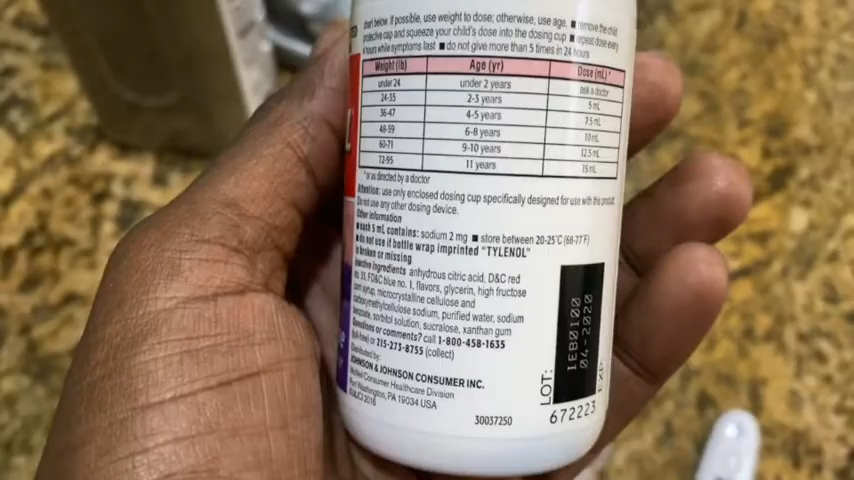 chart below. If possible, use weight to dose; otherwise, use age. ■ remove the child
protective cap and squeeze your child's dose into the dosing cup ■ repeat dose every
4 hours while symptoms last ■ do not give more than 5 times in 24 hours
Weight (lb) Age (yr) Dose (mL)*
under 24 under 2 years ask a doctor
24-35 2-3 years 5 mL
36-47 4-5 years 7.5 mL
48-59 6-8 years 10 mL
60-71 9-10 years 12.5 mL
72-95 11 years 15 mL
*or as directed by a doctor
Attention: use only enclosed dosing cup specifically designed for use with this product.
Do not use any other dosing device.
Other information
■ each 5 mL contains: sodium 2 mg ■ store between 20-25°C (68-77°F)
■ do not use if bottle wrap imprinted "TYLENOL"
is broken or missing
Inactive ingredients anhydrous citric acid, D&C red
no. 33, FD&C blue no. 1, flavors, glycerin, high fructose
corn syrup, microcrystalline cellulose and
carboxymethylcellulose sodium, purified water, sodium
benzoate, sorbitol solution, sucralose, xanthan gum
Questions or comments? call 1-800-458-1635
(toll-free) or 215-273-8755 (collect)
Distributed by:
JOHNSON & JOHNSON CONSUMER INC.
McNeil Consumer Healthcare Division
Fort Washington, PA 19034 USA
©J&JCI 2016
30037250
LOT:
IEB0100
04-2020
EXP.
672223